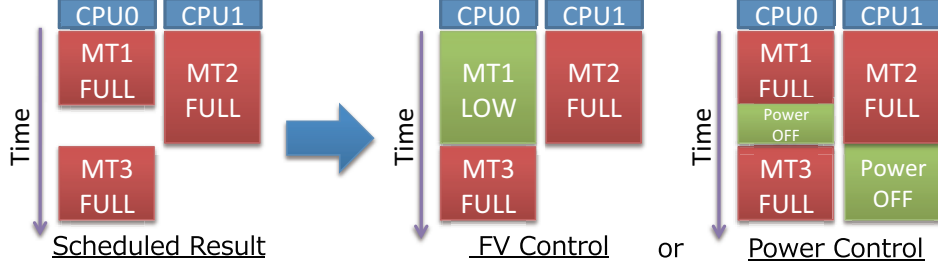 CPU0 CPU1 CPU0 CPU1 CPU0 CPU1
Time
MT1
FULL
MT2
FULL
MT3
FULL
Scheduled Result
Time
MT1
LOW
MT2
FULL
MT3
FULL
FV Control
or
Time
MT1
FULL
Power
OFF
MT2
FULL
MT3
FULL
Power
OFF
Power Control